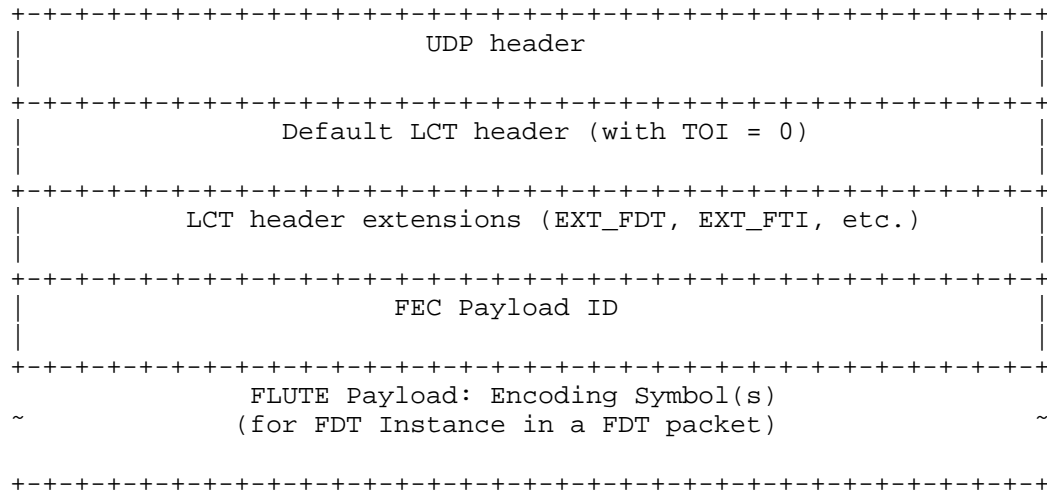 +-+-+-+-+-+-+-+-+-+-+-+-+-+-+-+-+-+-+-+-+-+-+-+-+-+-+-+-+-+-+-+-+
| UDP header |
| |
+-+-+-+-+-+-+-+-+-+-+-+-+-+-+-+-+-+-+-+-+-+-+-+-+-+-+-+-+-+-+-+-+
| Default LCT header (with TOI = 0) |
| |
+-+-+-+-+-+-+-+-+-+-+-+-+-+-+-+-+-+-+-+-+-+-+-+-+-+-+-+-+-+-+-+-+
| LCT header extensions (EXT_FDT, EXT_FTI, etc.) |
| |
+-+-+-+-+-+-+-+-+-+-+-+-+-+-+-+-+-+-+-+-+-+-+-+-+-+-+-+-+-+-+-+-+
| FEC Payload ID |
| |
+-+-+-+-+-+-+-+-+-+-+-+-+-+-+-+-+-+-+-+-+-+-+-+-+-+-+-+-+-+-+-+-+
FLUTE Payload: Encoding Symbol(s)
~ (for FDT Instance in a FDT packet) ~
+-+-+-+-+-+-+-+-+-+-+-+-+-+-+-+-+-+-+-+-+-+-+-+-+-+-+-+-+-+-+-+-+